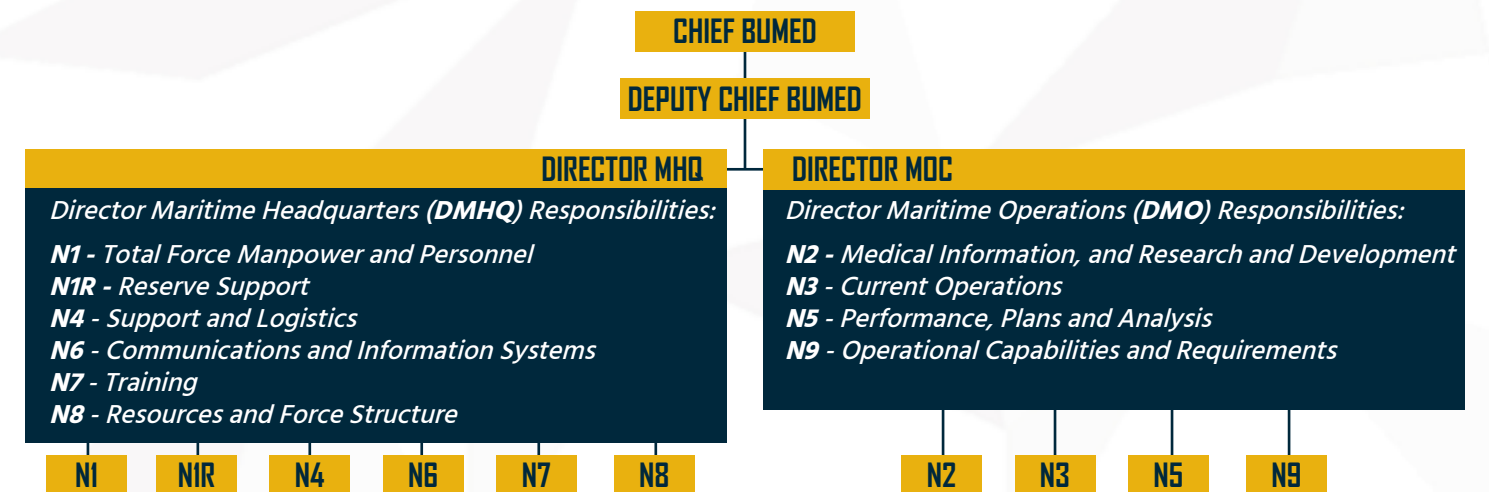 CHIEF BUMED
DEPUTY CHIEF BUMED
DIRECTOR MHQ
Director Maritime Headquarters (DMHQ) Responsibilities:
N1 - Total Force Manpower and Personnel
N1R - Reserve Support
N4 - Support and Logistics
N6 - Communications and Information Systems
N7 - Training
N8 - Resources and Force Structure
N1 N1R N4 N6 N7 N8
DIRECTOR MOC
Director Maritime Operations (DMO) Responsibilities:
N2 - Medical Information, and Research and Development
N3 - Current Operations
N5 - Performance, Plans and Analysis
N9 - Operational Capabilities and Requirements
N2 N3 N5 N9